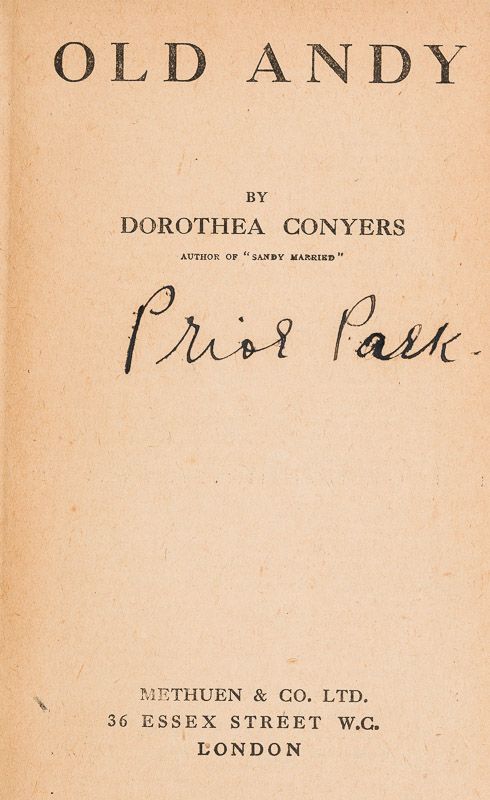 OLD ANDY
BY
DOROTHEA CONYERS
AUTHOR OF "SANDY MARRIED"
Prior Park.
METHUEN & CO. LTD.
36 ESSEX STREET W.C.
LONDON